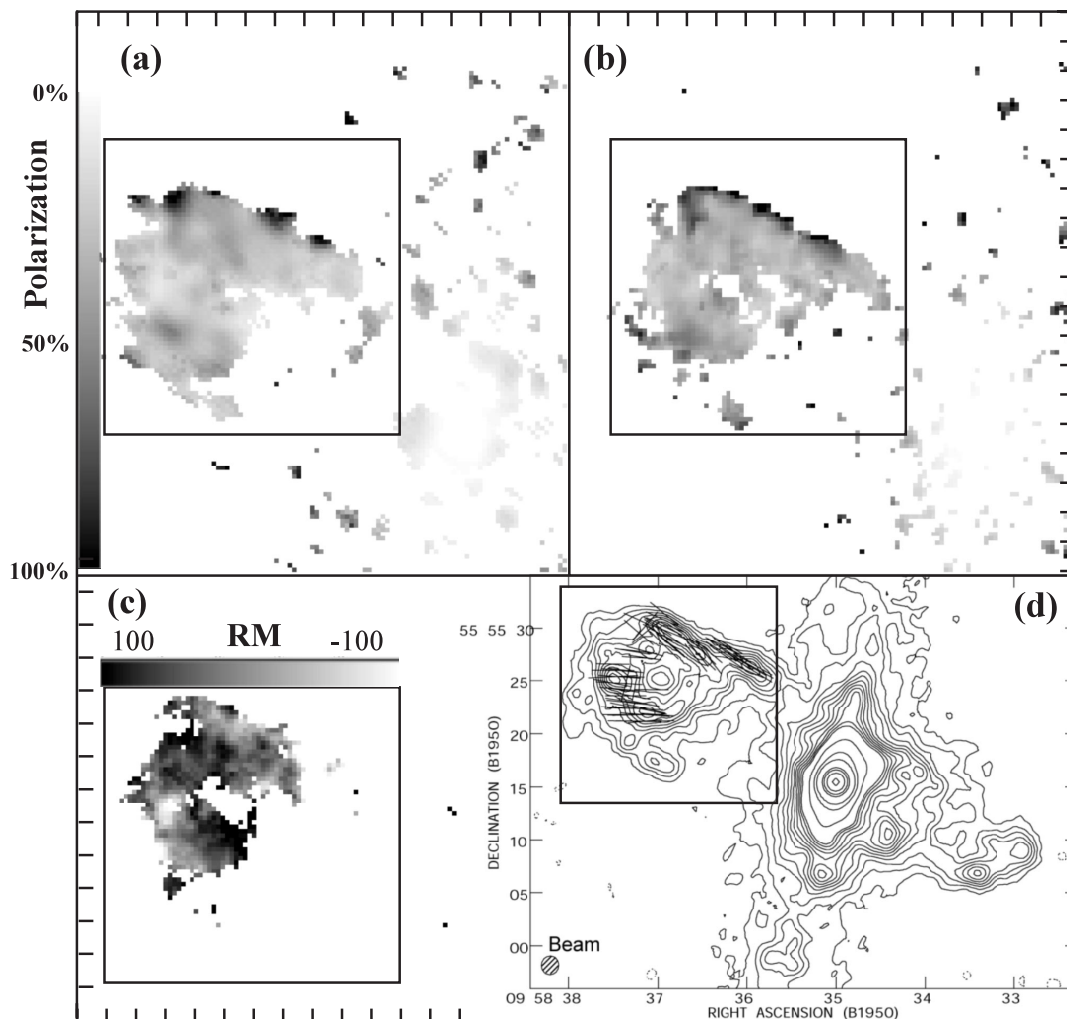 (a)
(b)
0%
Polarization
50%
100%
(c)
100 RM -100
(d)
55 55 30
25
20
15
10
05
00
DECLINATION (B1950)
Beam
09 58 38 37 36 35 34 33
RIGHT ASCENSION (B1950)